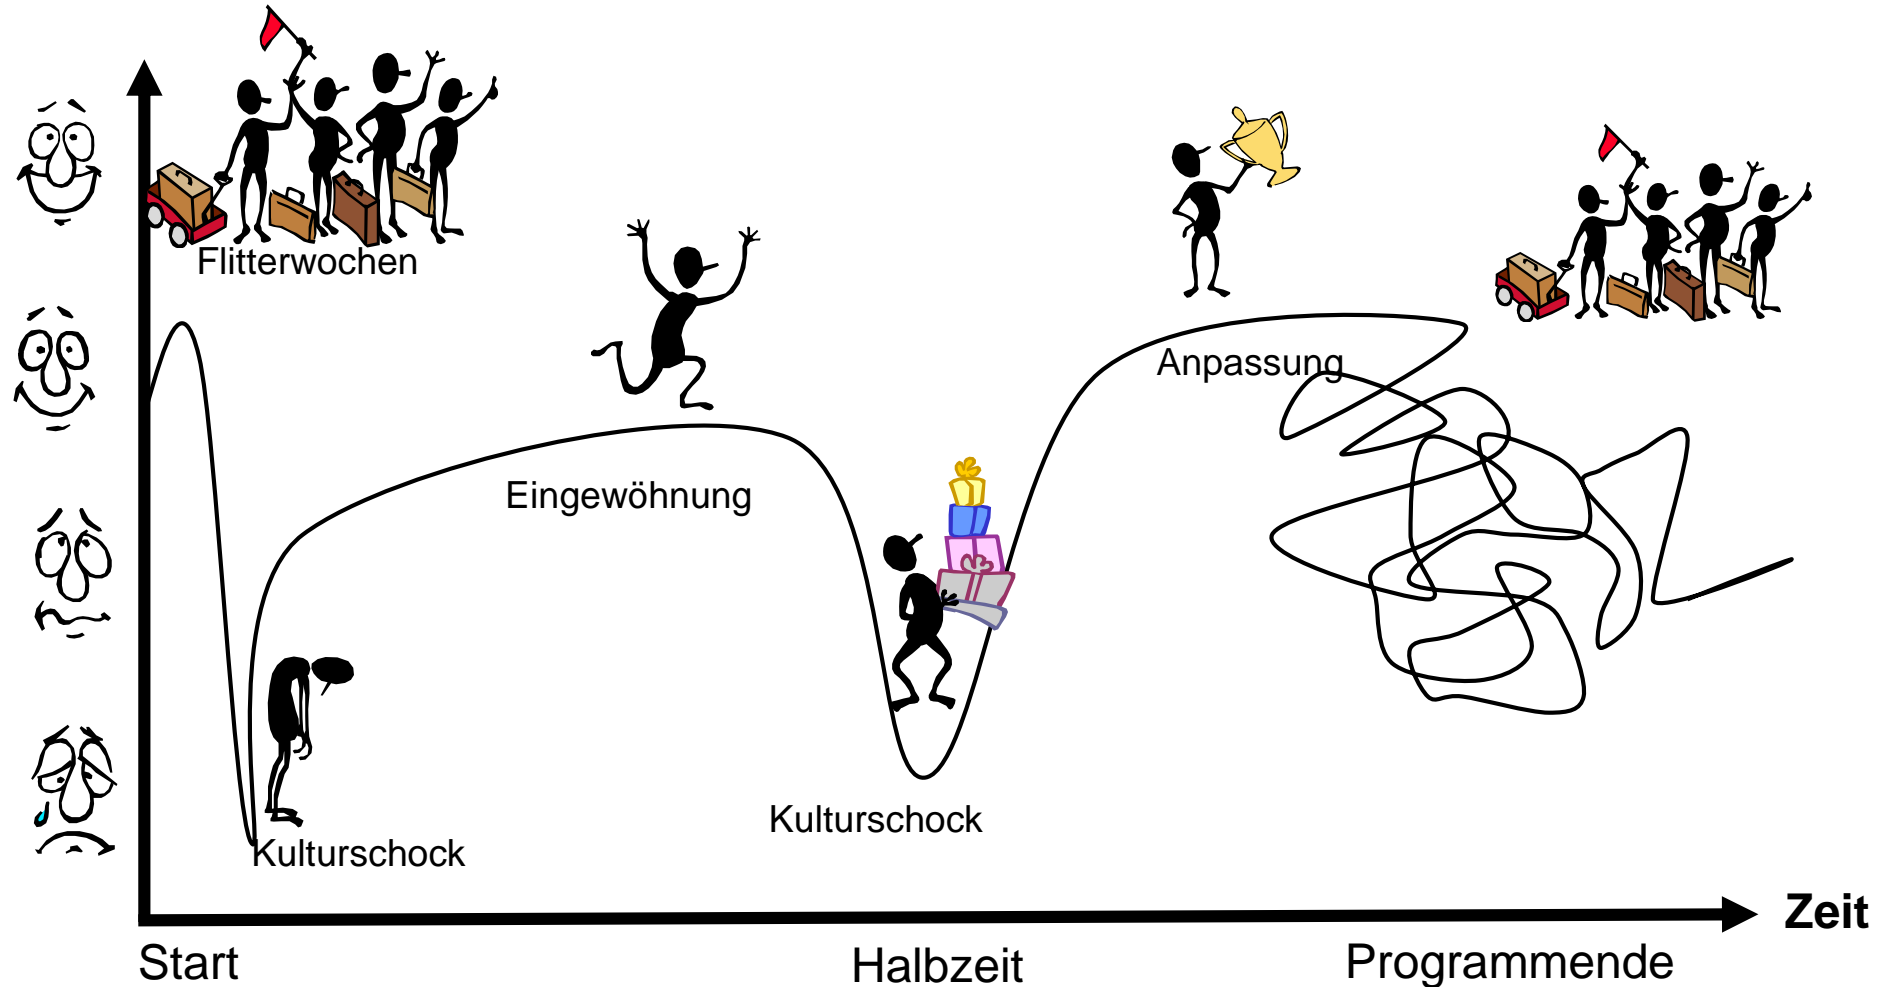 Flitterwochen
Anpassung
Eingewöhnung
Kulturschock
Kulturschock
Zeit
Start
Halbzeit
Programmende